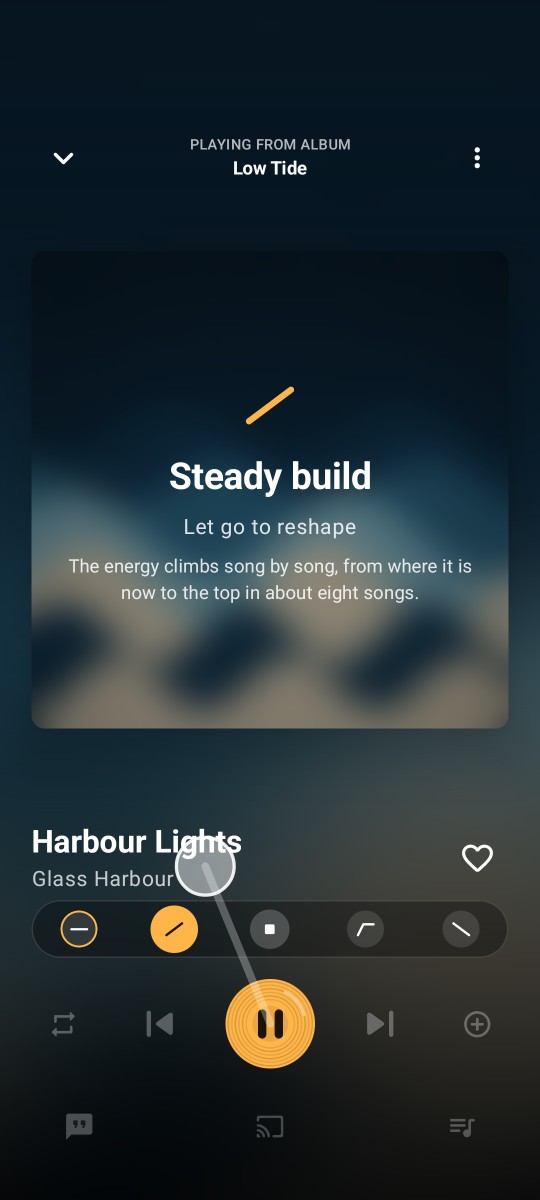 PLAYING FROM ALBUM
Low Tide
Steady build
Let go to reshape
The energy climbs song by song, from where it is
now to the top in about eight songs.
Harbour Lights
Glass Harbour